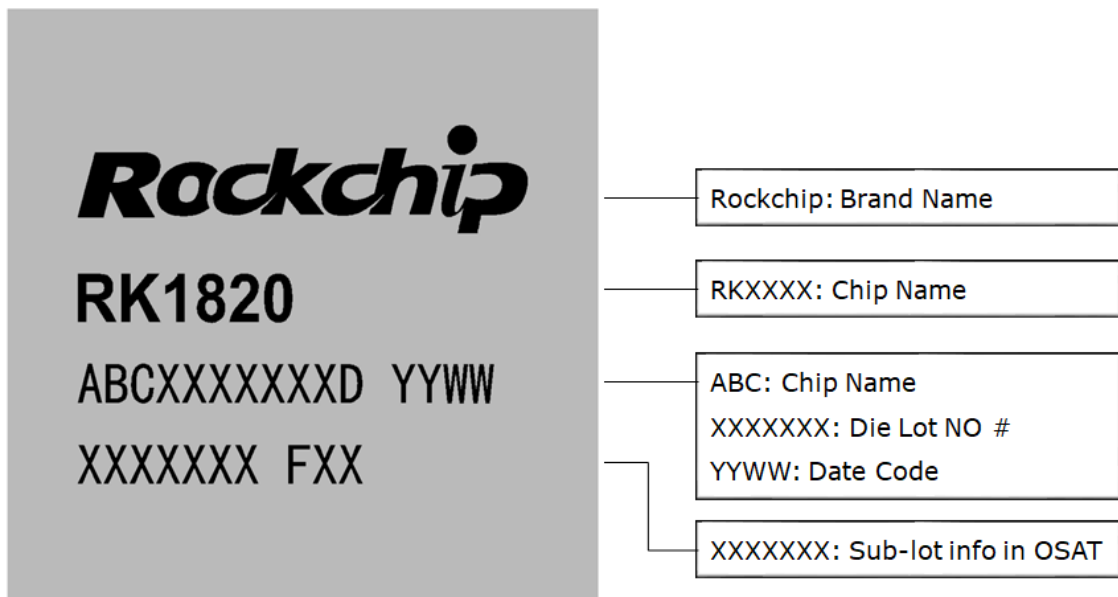 Rockchip
RK1820
ABCXXXXXXXD YYWW
XXXXXXX FXX
Rockchip: Brand Name
RKXXXX: Chip Name
ABC: Chip Name
XXXXXXX: Die Lot NO #
YYWW: Date Code
XXXXXXX: Sub-lot info in OSAT